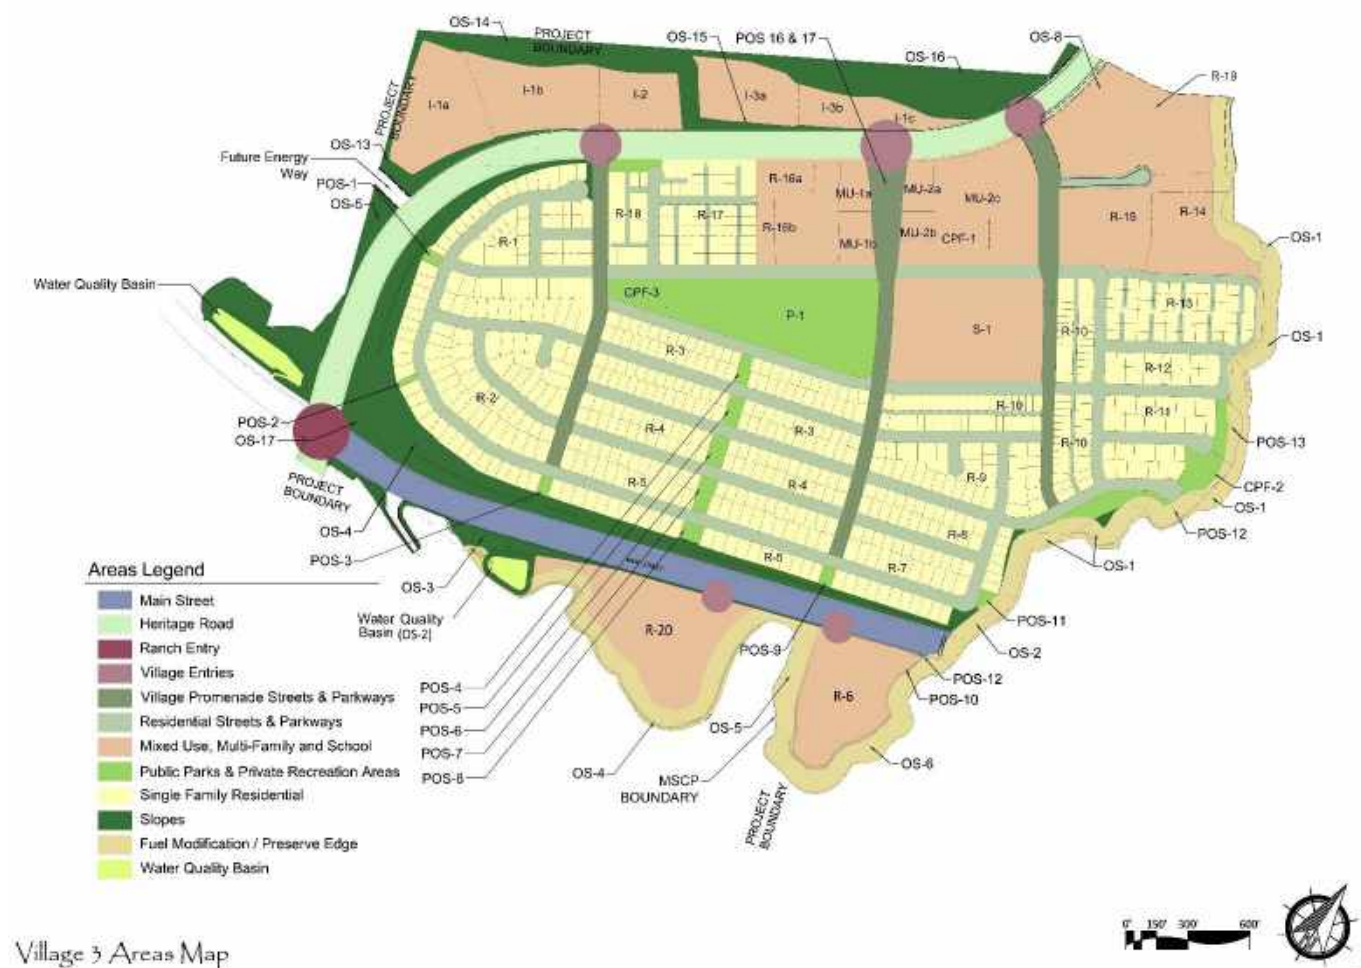 OS-14
PROJECT
BOUNDARY
OS-15
POS 16 & 17
OS-8
OS-16
R-19
PROJECT
BOUNDARY
I-1a
I-1b
I-2
I-3a
I-3b
I-1c
OS-13
Future Energy
Way
POS-1
OS-5
R-1
R-18
R-17
R-16a
R-16b
MU-1a
MU-2a
MU-2c
MU-1b
MU-2b
CPF-1
R-15
R-14
OS-1
Water Quality Basin
CPF-3
P-1
S-1
R-10
R-13
OS-1
R-3
R-12
R-2
R-10
R-11
POS-2
OS-17
R-4
R-3
R-10
POS-13
PROJECT
BOUNDARY
R-5
R-4
R-9
CPF-2
OS-1
OS-4
POS-12
POS-3
R-8
R-7
OS-1
OS-3
Water Quality
Basin (OS-2)
R-20
POS-11
OS-2
POS-9
POS-12
POS-10
R-6
POS-4
POS-5
POS-6
POS-7
POS-8
OS-5
OS-4
MSCP
BOUNDARY
OS-6
PROJECT
BOUNDARY
Areas Legend
Main Street
Heritage Road
Ranch Entry
Village Entries
Village Promenade Streets & Parkways
Residential Streets & Parkways
Mixed Use, Multi-Family and School
Public Parks & Private Recreation Areas
Single Family Residential
Slopes
Fuel Modification / Preserve Edge
Water Quality Basin
0' 150' 300' 600'
Village 3 Areas Map